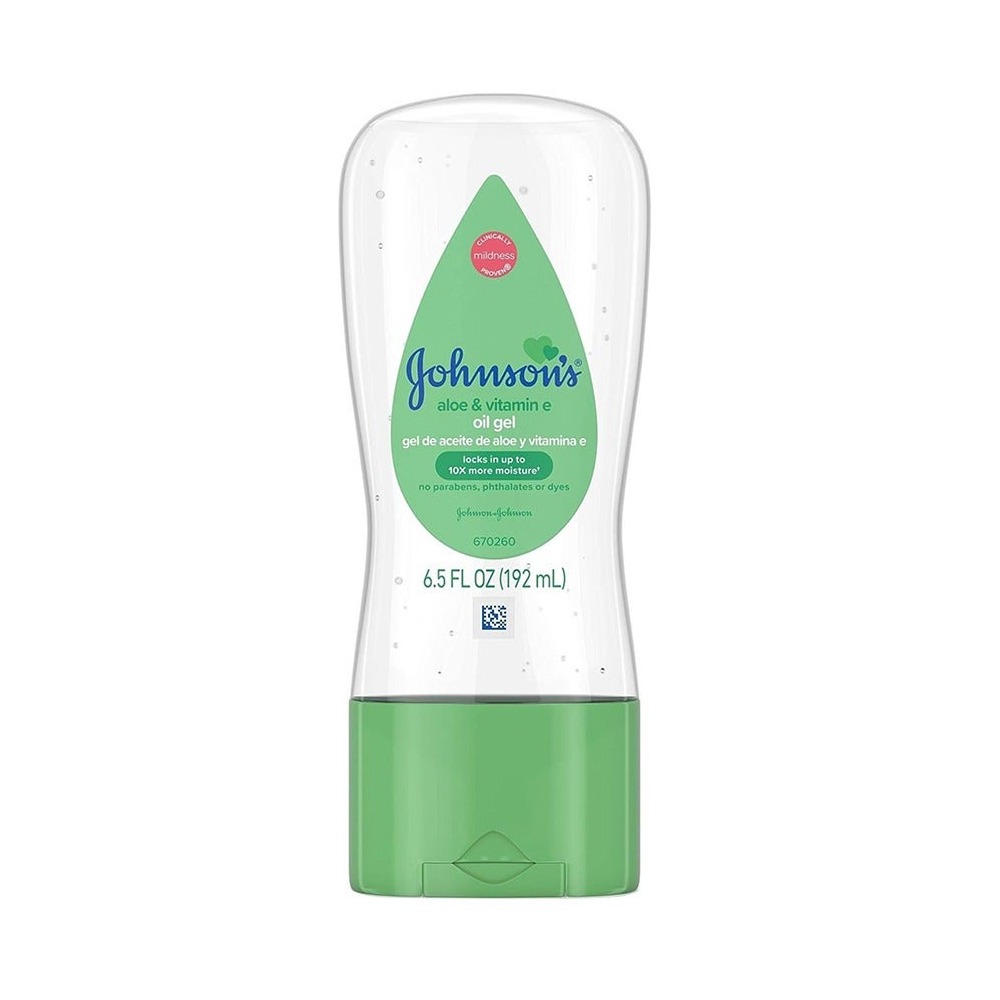 CLINICALLY
mildness
PROVEN®
Johnson's®
aloe & vitamin e
oil gel
gel de aceite de aloe y vitamina e
locks in up to
10X more moisture†
no parabens, phthalates or dyes
Johnson & Johnson
670260
6.5 FL OZ (192 mL)